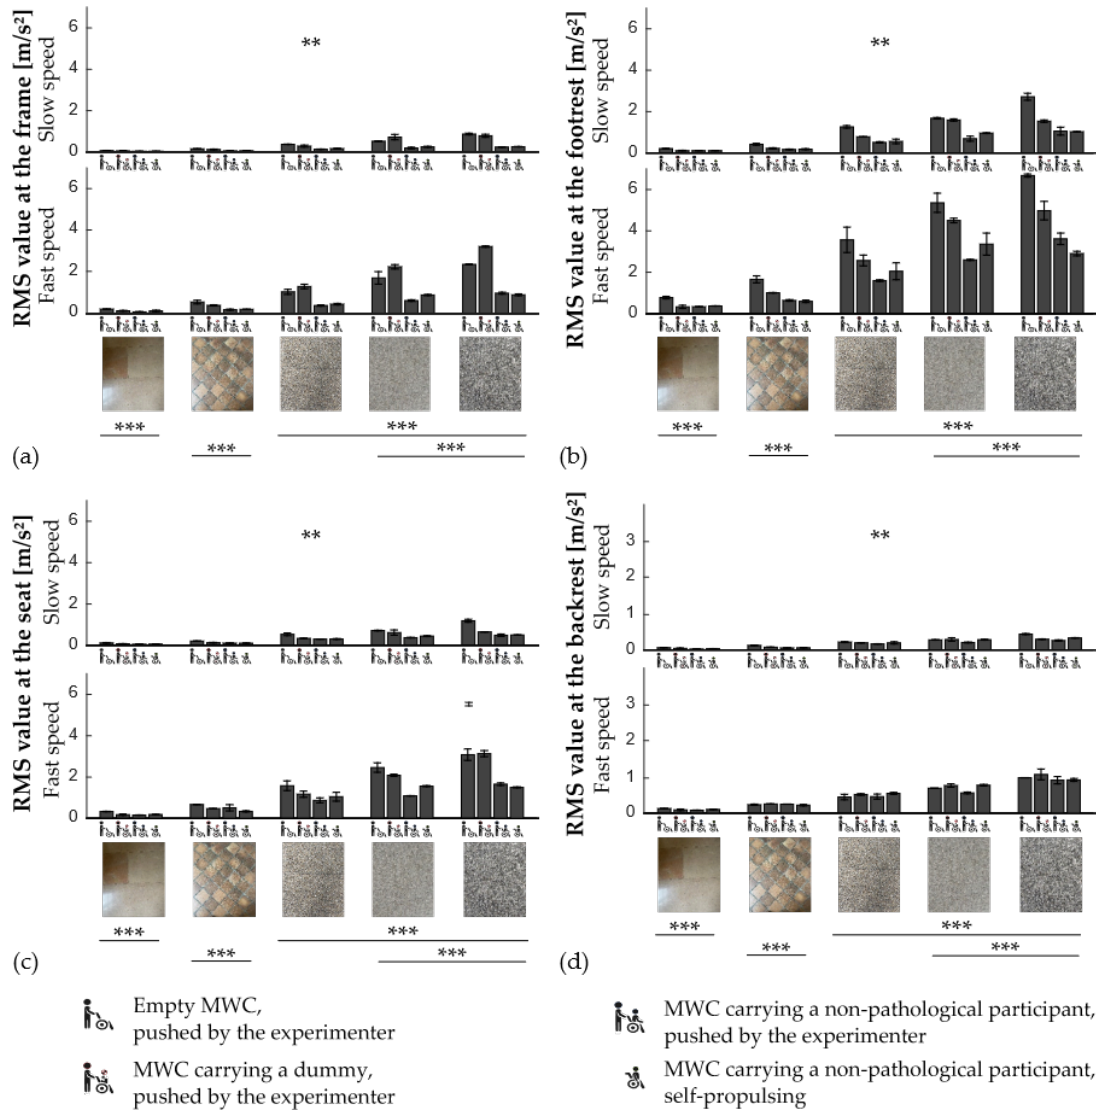 RMS value at the frame [m/s²]
Slow speed
6
4
2
0
**
Fast speed
6
4
2
0
***
***
***
***
(a)
RMS value at the footrest [m/s²]
Slow speed
6
4
2
0
**
Fast speed
6
4
2
0
***
***
***
***
(b)
RMS value at the seat [m/s²]
Slow speed
6
4
2
0
**
Fast speed
6
4
2
0
***
***
***
***
(c)
RMS value at the backrest [m/s²]
Slow speed
3
2
1
0
**
Fast speed
3
2
1
0
***
***
***
***
(d)
Empty MWC,
pushed by the experimenter
MWC carrying a dummy,
pushed by the experimenter
MWC carrying a non-pathological participant,
pushed by the experimenter
MWC carrying a non-pathological participant,
self-propulsing